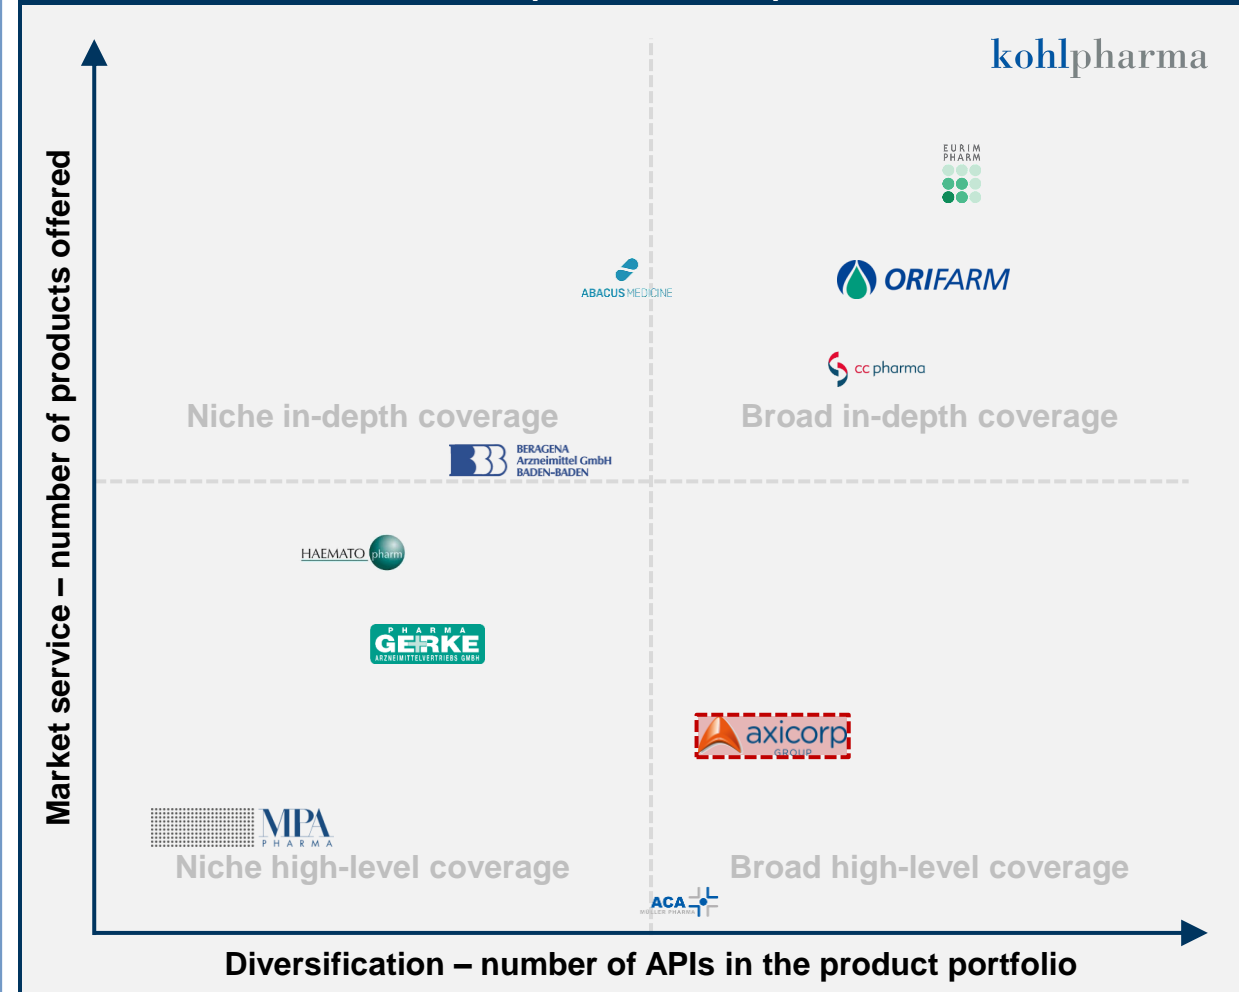 kohlpharma
EURIM
PHARM
ORIFARM
ABACUS MEDICINE
cc pharma
Niche in-depth coverage
Broad in-depth coverage
BERAGENA
Arzneimittel GmbH
BADEN-BADEN
HAEMATO pharm
PHARMA
GERKE
ARZNEIMITTELVERTRIEBS GMBH
axicorp
GROUP
MPA
PHARMA
Niche high-level coverage
Broad high-level coverage
ACA
MÜLLER PHARMA
Market service – number of products offered
Diversification – number of APIs in the product portfolio